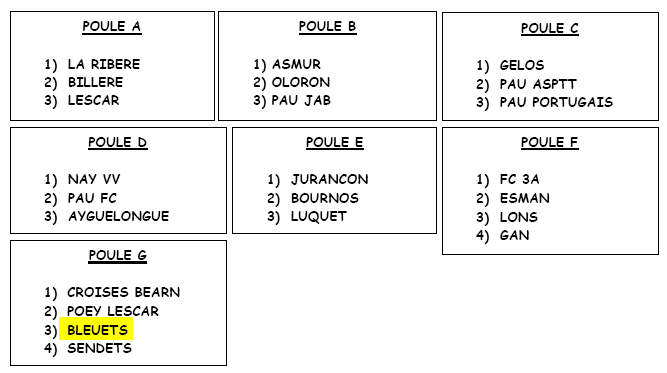 POULE A
1) LA RIBERE
2) BILLERE
3) LESCAR
POULE B
1) ASMUR
2) OLORON
3) PAU JAB
POULE C
1) GELOS
2) PAU ASPTT
3) PAU PORTUGAIS
POULE D
1) NAY VV
2) PAU FC
3) AYGUELONGUE
POULE E
1) JURANCON
2) BOURNOS
3) LUQUET
POULE F
1) FC 3A
2) ESMAN
3) LONS
4) GAN
POULE G
1) CROISES BEARN
2) POEY LESCAR
3) BLEUETS
4) SENDETS